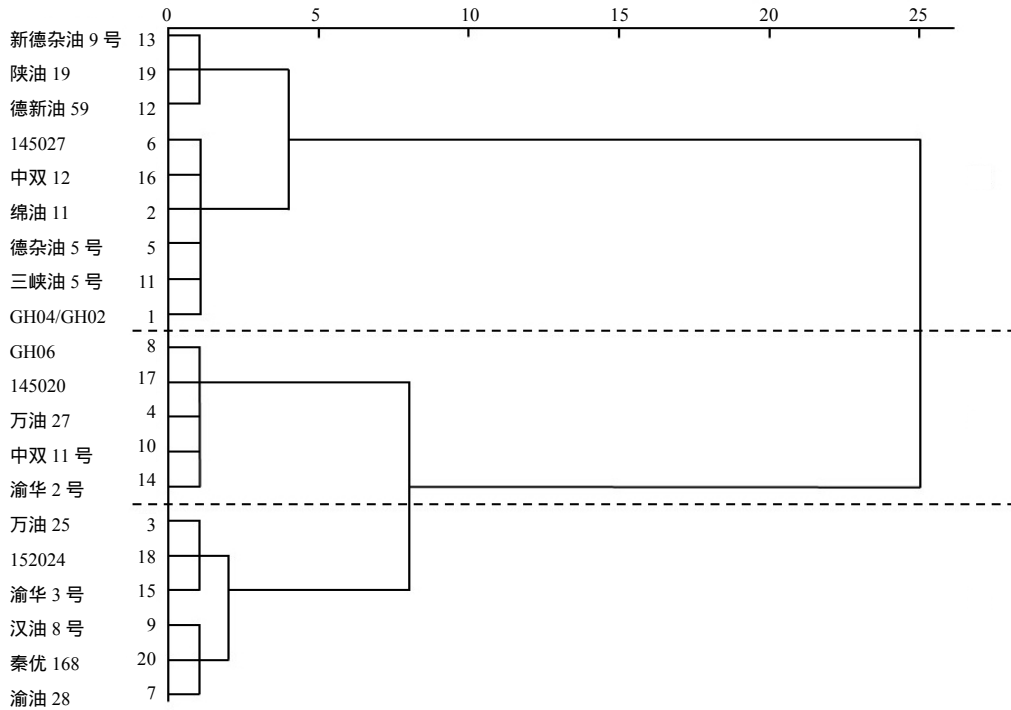 0 5 10 15 20 25
新德杂油 9 号 13
陕油 19 19
德新油 59 12
145027 6
中双 12 16
绵油 11 2
德杂油 5 号 5
三峡油 5 号 11
GH04/GH02 1
GH06 8
145020 17
万油 27 4
中双 11 号 10
渝华 2 号 14
万油 25 3
152024 18
渝华 3 号 15
汉油 8 号 9
秦优 168 20
渝油 28 7